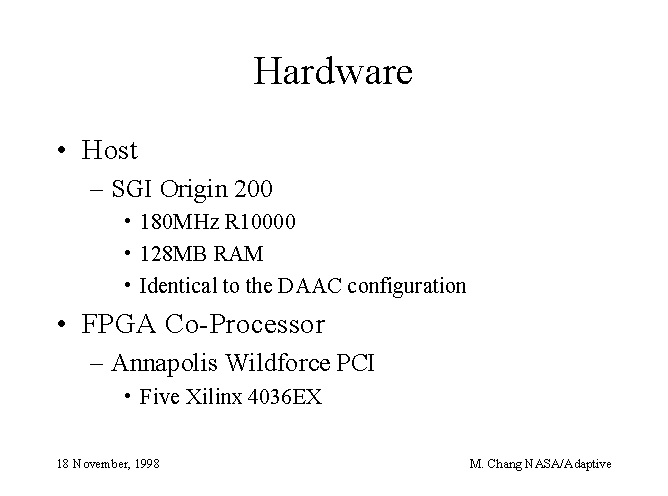 Hardware
• Host
– SGI Origin 200
• 180MHz R10000
• 128MB RAM
• Identical to the DAAC configuration
• FPGA Co-Processor
– Annapolis Wildforce PCI
• Five Xilinx 4036EX
18 November, 1998
M. Chang NASA/Adaptive